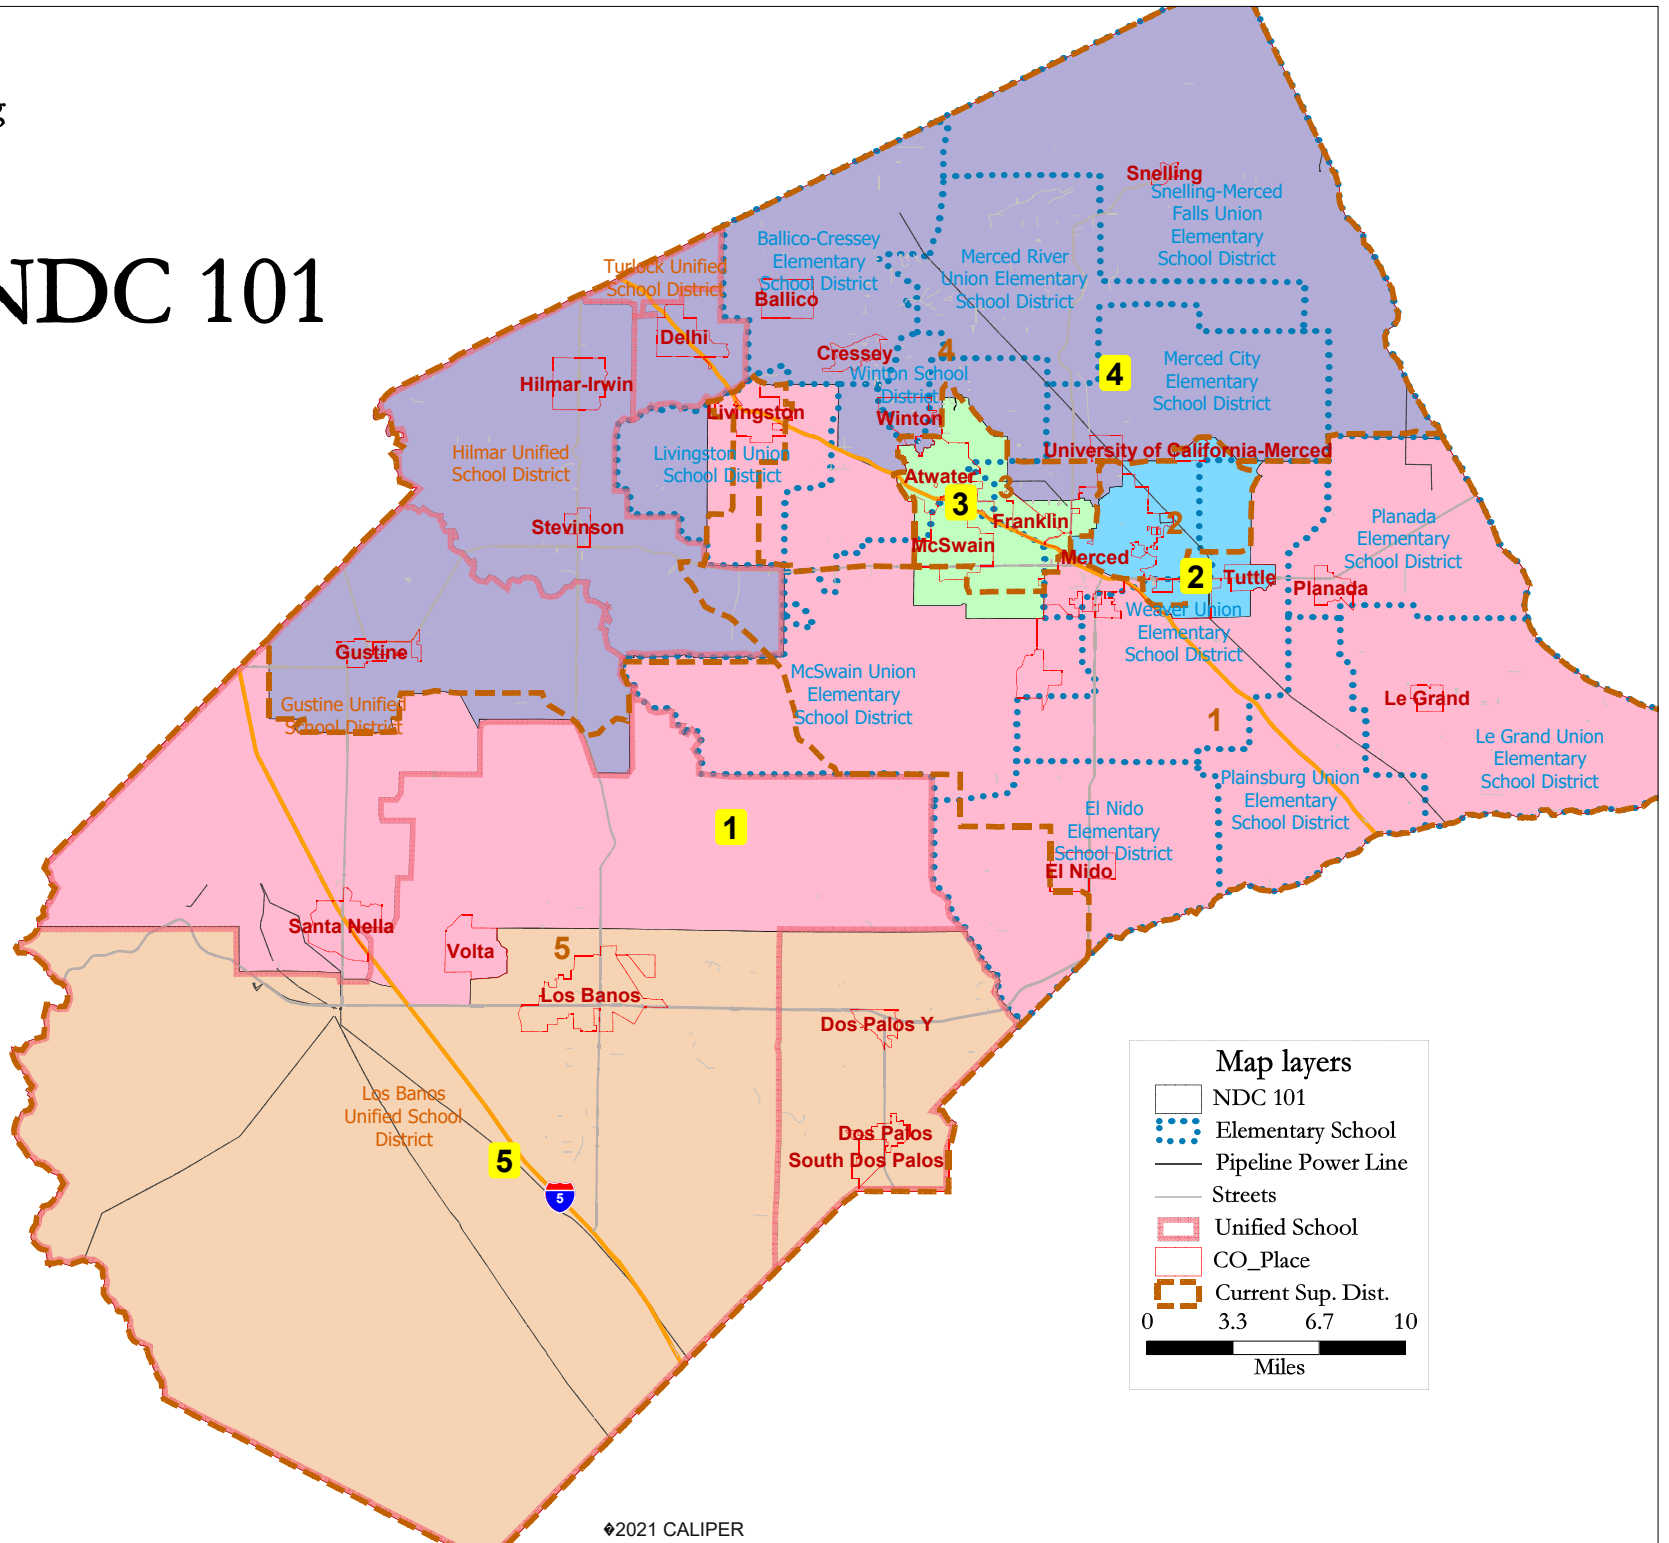 g
NDC 101
Snelling
Snelling-Merced
Falls Union
Elementary
School District
Ballico-Cressey
Elementary
School District
Merced River
Union Elementary
School District
Turlock Unified
School District
Ballico
Delhi
Cressey
4
4
Winton School
District
Merced City
Elementary
School District
Hilmar-Irwin
Livingston
Winton
University of California-Merced
Hilmar Unified
School District
Livingston Union
School District
Atwater
3
3
Franklin
2
Stevinson
McSwain
Merced
Planada
Elementary
School District
2
Tuttle
Planada
Weaver Union
Elementary
School District
Gustine
McSwain Union
Elementary
School District
Gustine Unified
School District
Le Grand
1
Le Grand Union
Elementary
School District
Plainsburg Union
Elementary
School District
1
El Nido
Elementary
School District
El Nido
Santa Nella
Volta
5
Los Banos
Dos Palos Y
Los Banos
Unified School
District
Dos Palos
South Dos Palos
5
5
Map layers
NDC 101
Elementary School
Pipeline Power Line
Streets
Unified School
CO_Place
Current Sup. Dist.
0 3.3 6.7 10
Miles
�2021 CALIPER